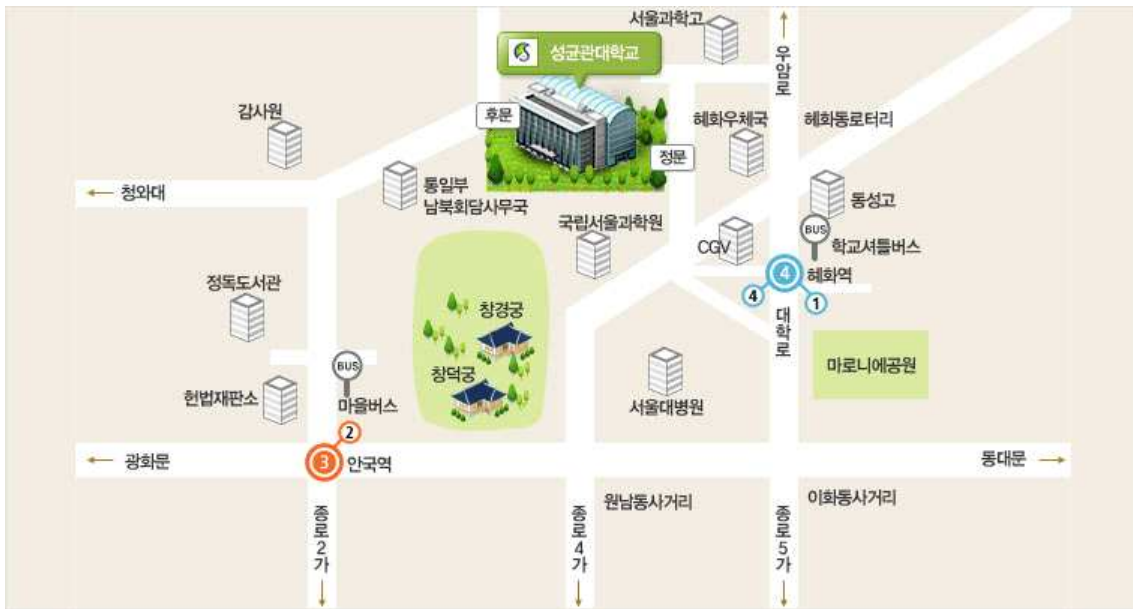 서울과학고
성균관대학교
우암로
감사원
후문
혜화우체국
혜화동로터리
정문
청와대
통일부
남북회담사무국
국립서울과학원
동성고
BUS
학교셔틀버스
CGV
4
혜화역
4
1
정독도서관
창경궁
대학로
BUS
창덕궁
마로니에공원
헌법재판소
마을버스
서울대병원
2
광화문
3
안국역
동대문
원남동사거리
이화동사거리
종로2가
종로4가
종로5가